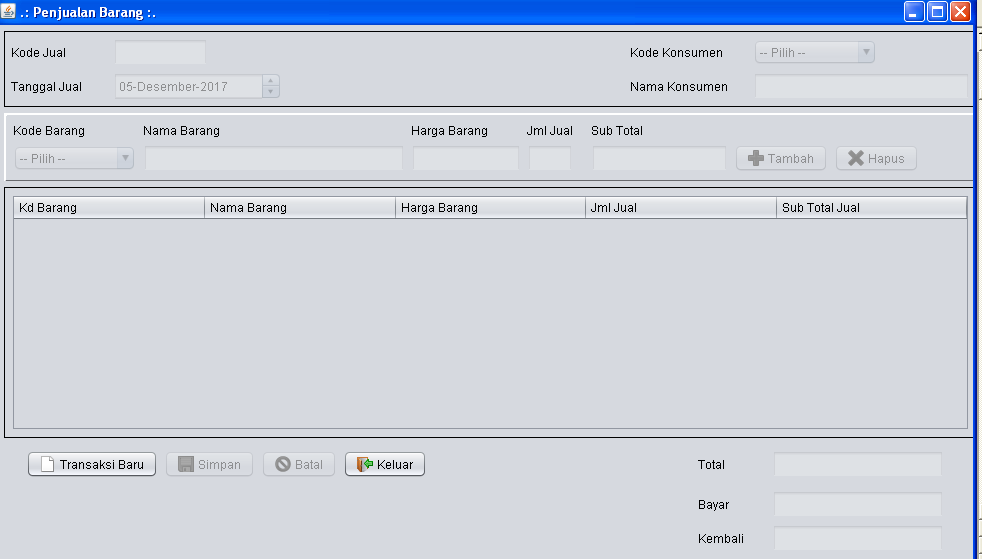 .: Penjualan Barang :.
Kode Jual
Kode Konsumen
-- Pilih --
Tanggal Jual
05-Desember-2017
Nama Konsumen
Kode Barang Nama Barang Harga Barang Jml Jual Sub Total
-- Pilih -- Tambah Hapus
Kd Barang Nama Barang Harga Barang Jml Jual Sub Total Jual
Transaksi Baru Simpan Batal Keluar
Total
Bayar
Kembali